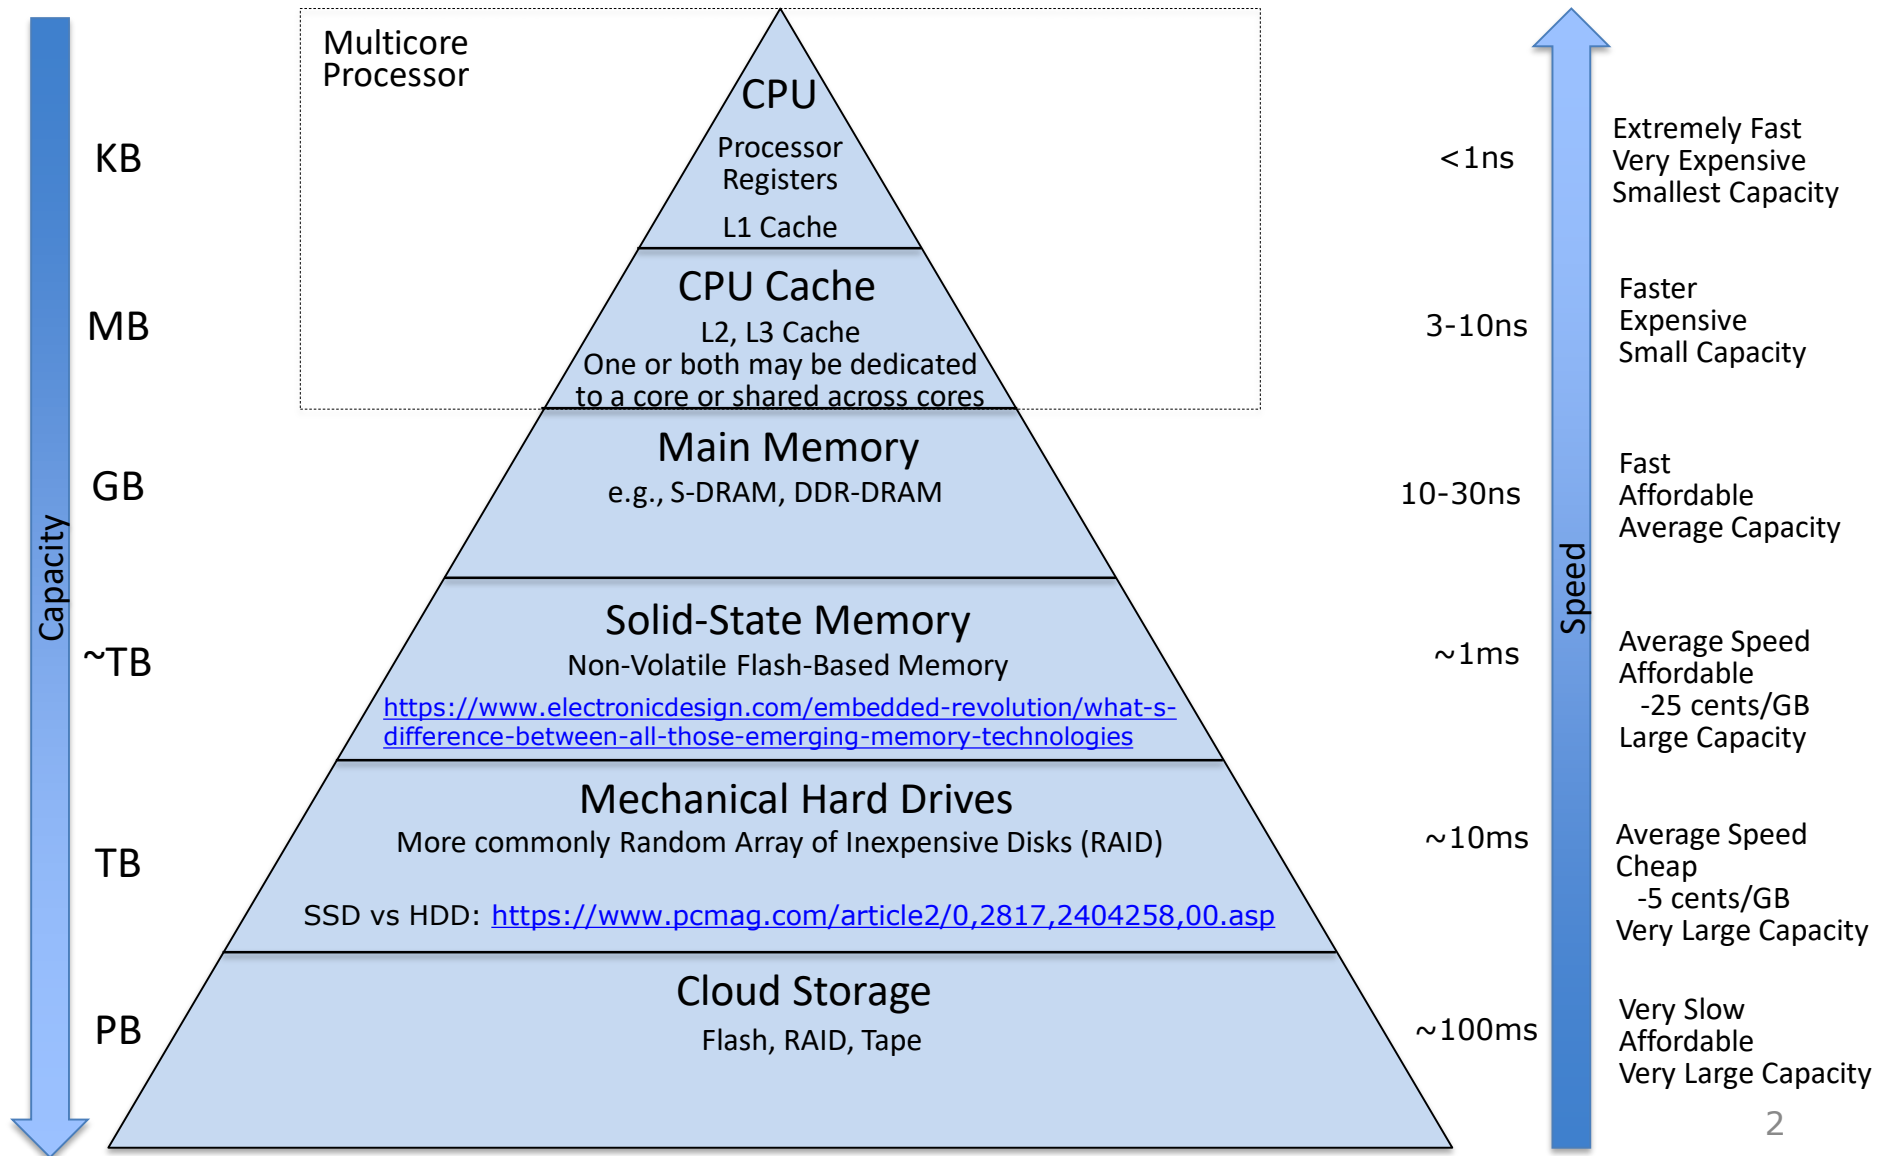 Multicore
Processor
CPU
Processor
Registers
L1 Cache
KB
<1ns
Extremely Fast
Very Expensive
Smallest Capacity
CPU Cache
L2, L3 Cache
One or both may be dedicated
to a core or shared across cores
MB
3-10ns
Faster
Expensive
Small Capacity
Main Memory
e.g., S-DRAM, DDR-DRAM
GB
10-30ns
Fast
Affordable
Average Capacity
Capacity
Speed
Solid-State Memory
Non-Volatile Flash-Based Memory
https://www.electronicdesign.com/embedded-revolution/what-s-
difference-between-all-those-emerging-memory-technologies
~TB
~1ms
Average Speed
Affordable
-25 cents/GB
Large Capacity
Mechanical Hard Drives
More commonly Random Array of Inexpensive Disks (RAID)
SSD vs HDD: https://www.pcmag.com/article2/0,2817,2404258,00.asp
TB
~10ms
Average Speed
Cheap
-5 cents/GB
Very Large Capacity
Cloud Storage
Flash, RAID, Tape
PB
~100ms
Very Slow
Affordable
Very Large Capacity
2